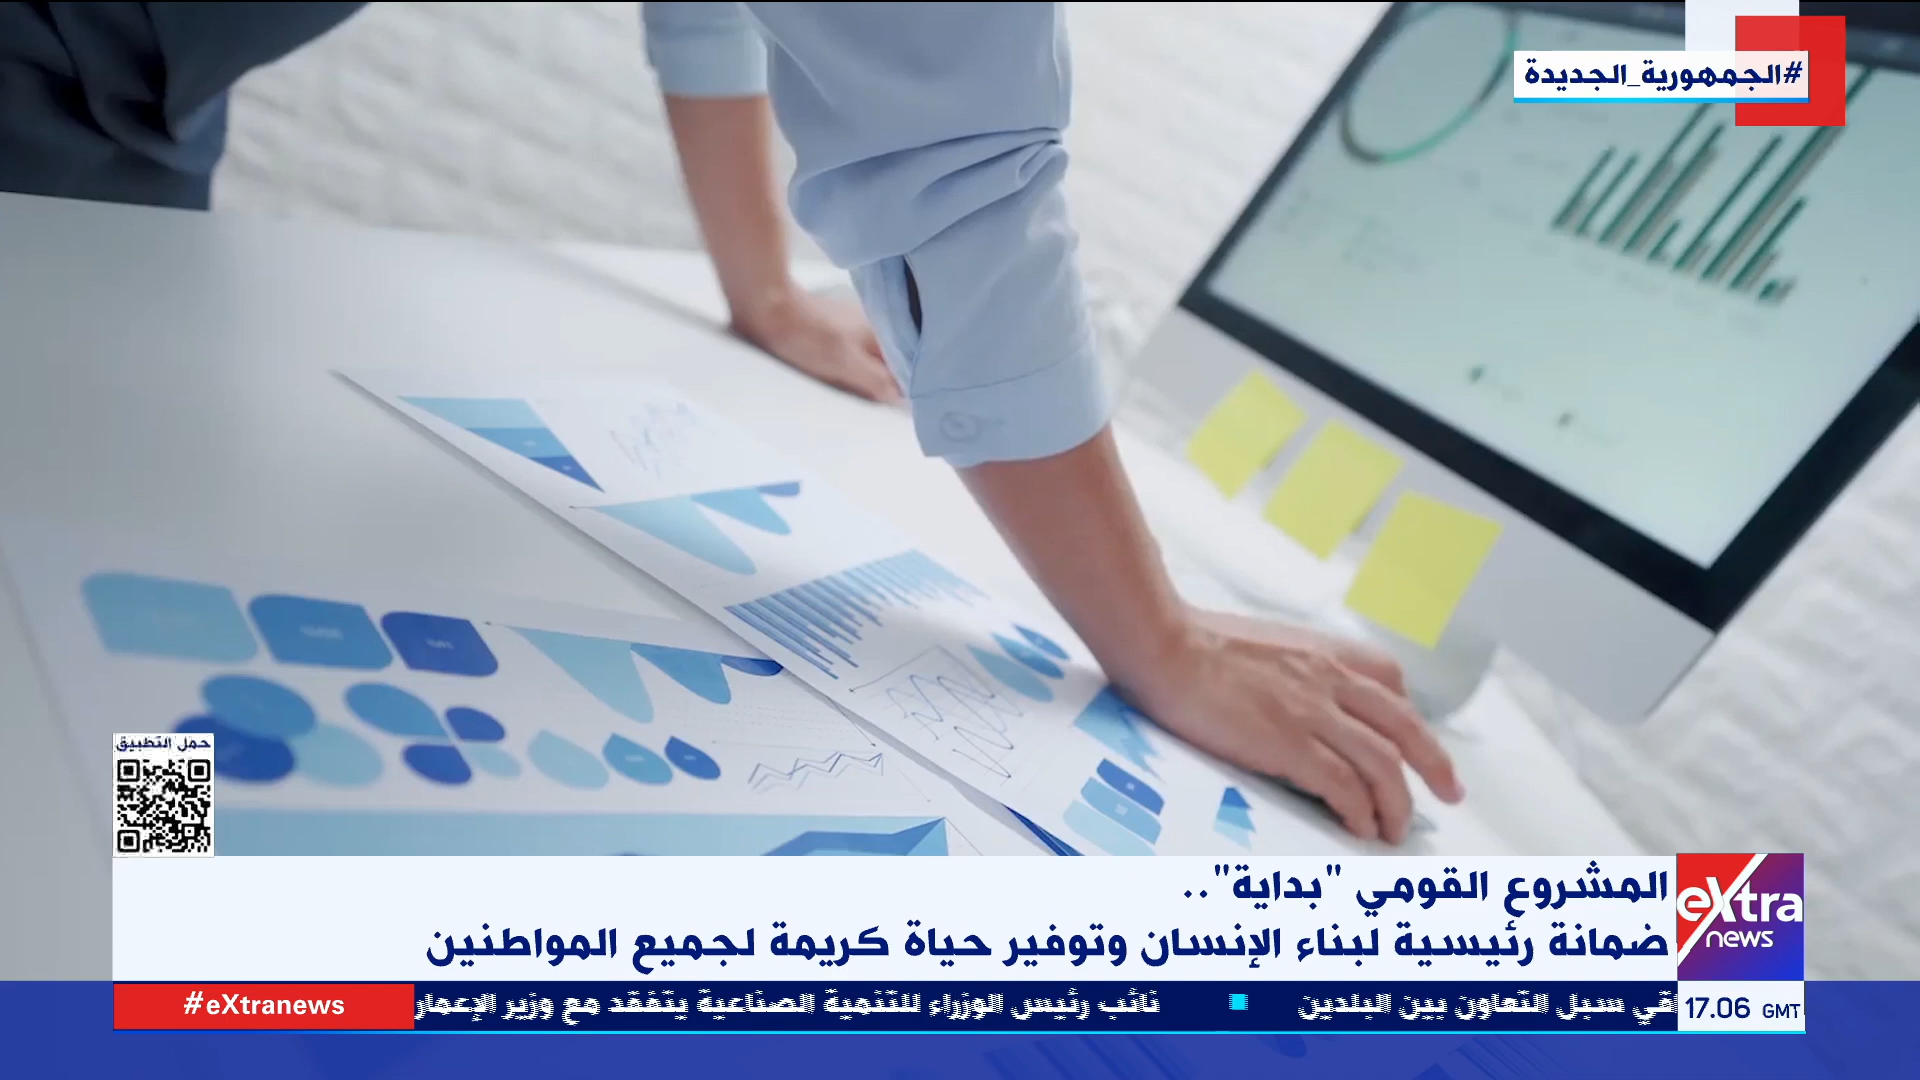 #الجمهورية_الجديدة
حمل التطبيق
المشروع القومي "بداية"..
ضمانة رئيسية لبناء الإنسان وتوفير حياة كريمة لجميع المواطنين
eXtra
news
سبل التعاون بين البلدين ■ نائب رئيس الوزراء للتنمية الصناعية يتفقد مع وزير الإعمار
#eXtranews
17.06 GMT